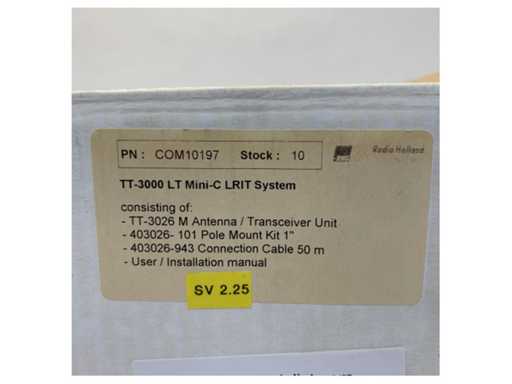 PN : COM10197 Stock : 10
Radio Holland
TT-3000 LT Mini-C LRIT System
consisting of:
- TT-3026 M Antenna / Transceiver Unit
- 403026- 101 Pole Mount Kit 1"
- 403026-943 Connection Cable 50 m
- User / Installation manual
SV 2.25